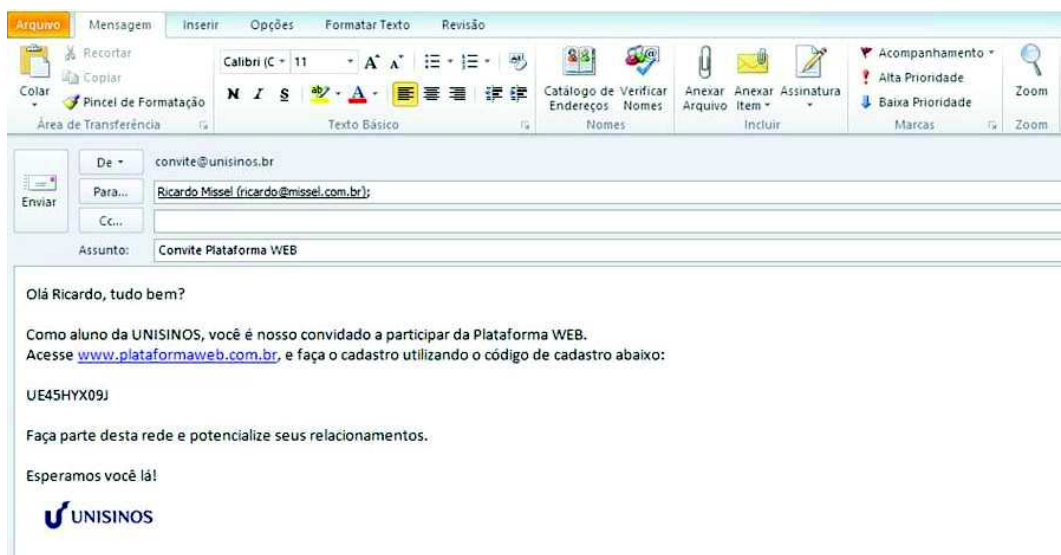 Arquivo Mensagem Inserir Opções Formatar Texto Revisão
Colar
Recortar
Copiar
Pincel de Formatação
Área de Transferência
Calibri (C 11
N I S
Texto Básico
Catálogo de Endereços
Verificar Nomes
Nomes
Anexar Arquivo
Anexar Item
Assinatura
Incluir
Acompanhamento
Alta Prioridade
Baixa Prioridade
Marcas
Zoom
Zoom
Enviar
De convite@unisinos.br
Para... Ricardo Missel (ricardo@missel.com.br);
Cc...
Assunto: Convite Plataforma WEB
Olá Ricardo, tudo bem?
Como aluno da UNISINOS, você é nosso convidado a participar da Plataforma WEB.
Acesse www.plataformaweb.com.br, e faça o cadastro utilizando o código de cadastro abaixo:
UE45HYX09J
Faça parte desta rede e potencialize seus relacionamentos.
Esperamos você lá!
UNISINOS